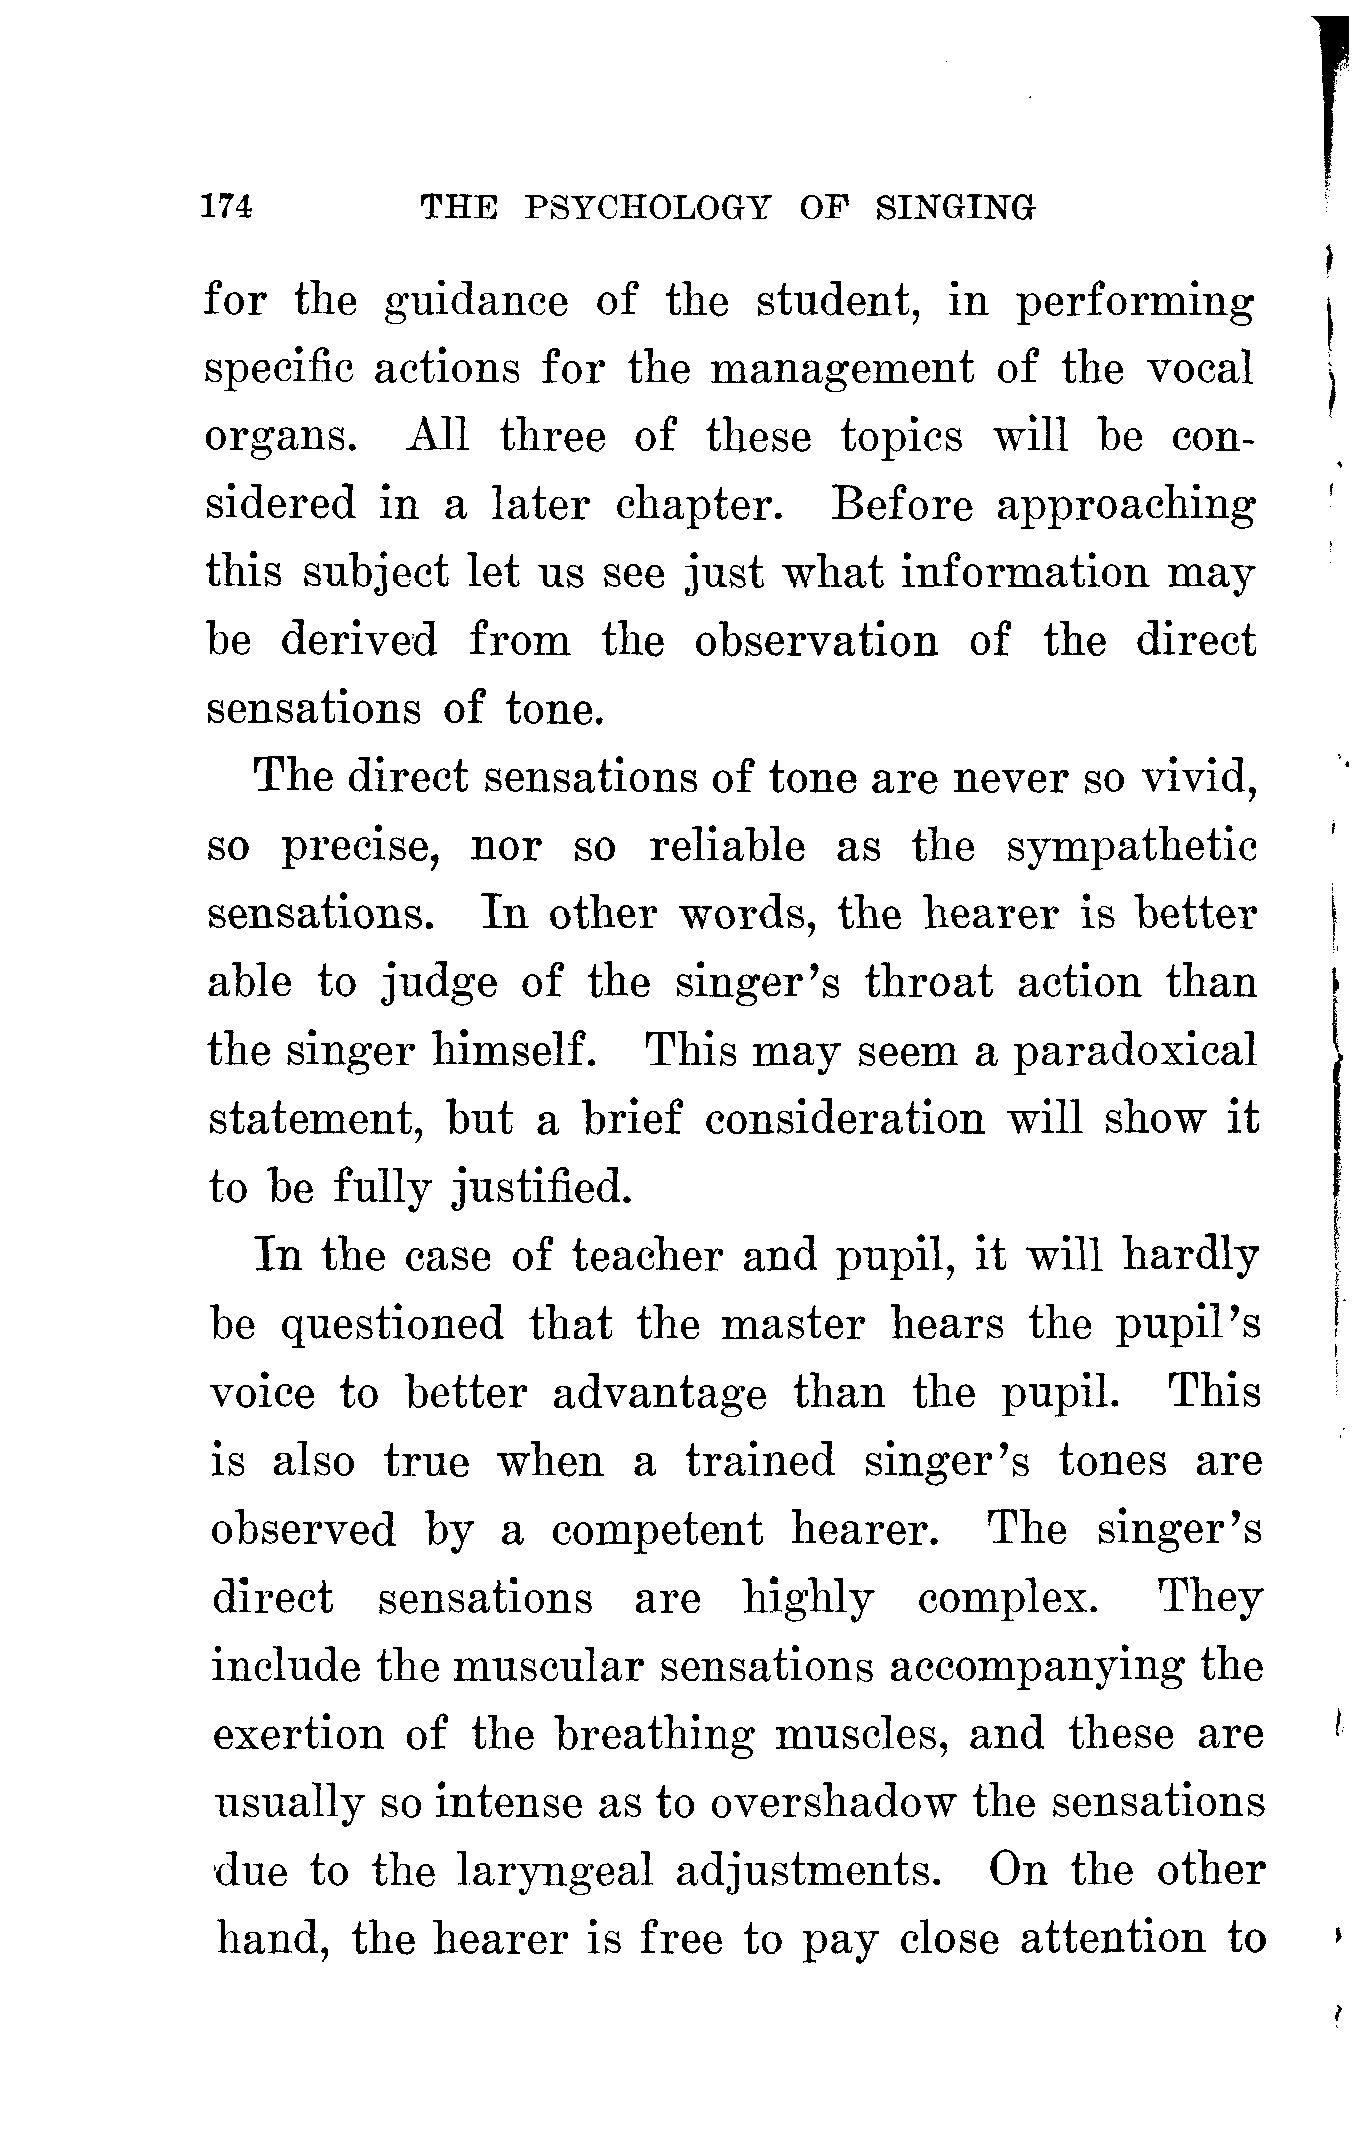 174 THE PSYCHOLOGY OF SINGING
for the guidance of the student, in performing
specific actions for the management of the vocal
organs. All three of these topics will be con-
sidered in a later chapter. Before approaching
this subject let us see just what information may
be derived from the observation of the direct
sensations of tone.
The direct sensations of tone are never so vivid,
so precise, nor so reliable as the sympathetic
sensations. In other words, the hearer is better
able to judge of the singer's throat action than
the singer himself. This may seem a paradoxical
statement, but a brief consideration will show it
to be fully justified.
In the case of teacher and pupil, it will hardly
be questioned that the master hears the pupil's
voice to better advantage than the pupil. This
is also true when a trained singer's tones are
observed by a competent hearer. The singer's
direct sensations are highly complex. They
include the muscular sensations accompanying the
exertion of the breathing muscles, and these are
usually so intense as to overshadow the sensations
due to the laryngeal adjustments. On the other
hand, the hearer is free to pay close attention to